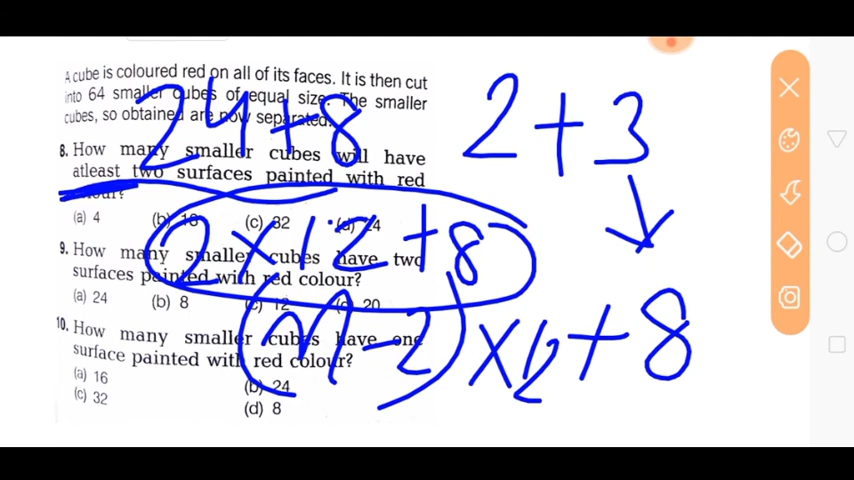 A cube is coloured red on all of its faces. It is then cut
into 64 smaller cubes of equal size. The smaller
cubes, so obtained are now separated.
24+8
2+3
8. How many smaller cubes will have
atleast two surfaces painted with red
colour?
(a) 4 (b) 16 (c) 32 (d) 24
2×12+8
9. How many smaller cubes have two
surfaces painted with red colour?
(a) 24 (b) 8 (c) 12 (d) 20
(n-2)×12+8
10. How many smaller cubes have one
surface painted with red colour?
(a) 16 (b) 24
(c) 32 (d) 8